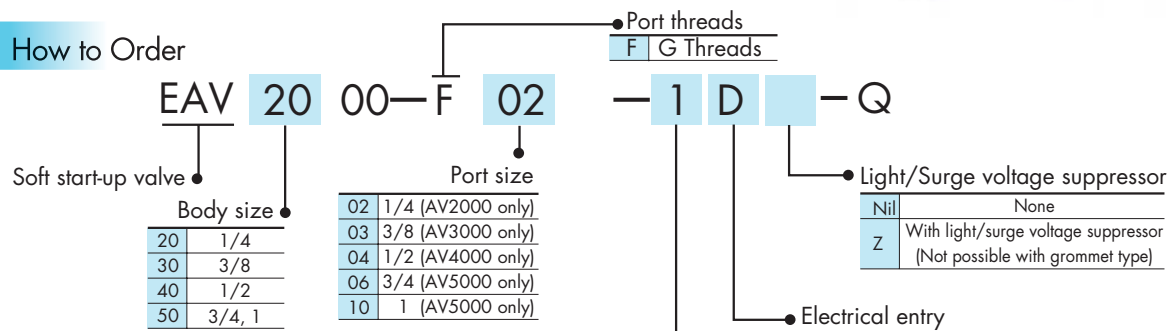 How to Order
Port threads
F G Threads
EAV 20 00—F 02 —1 D —Q
Soft start-up valve
Body size
20 1/4
30 3/8
40 1/2
50 3/4, 1
Port size
02 1/4 (AV2000 only)
03 3/8 (AV3000 only)
04 1/2 (AV4000 only)
06 3/4 (AV5000 only)
10 1 (AV5000 only)
Light/Surge voltage suppressor
Nil None
Z With light/surge voltage suppressor
(Not possible with grommet type)
Electrical entry